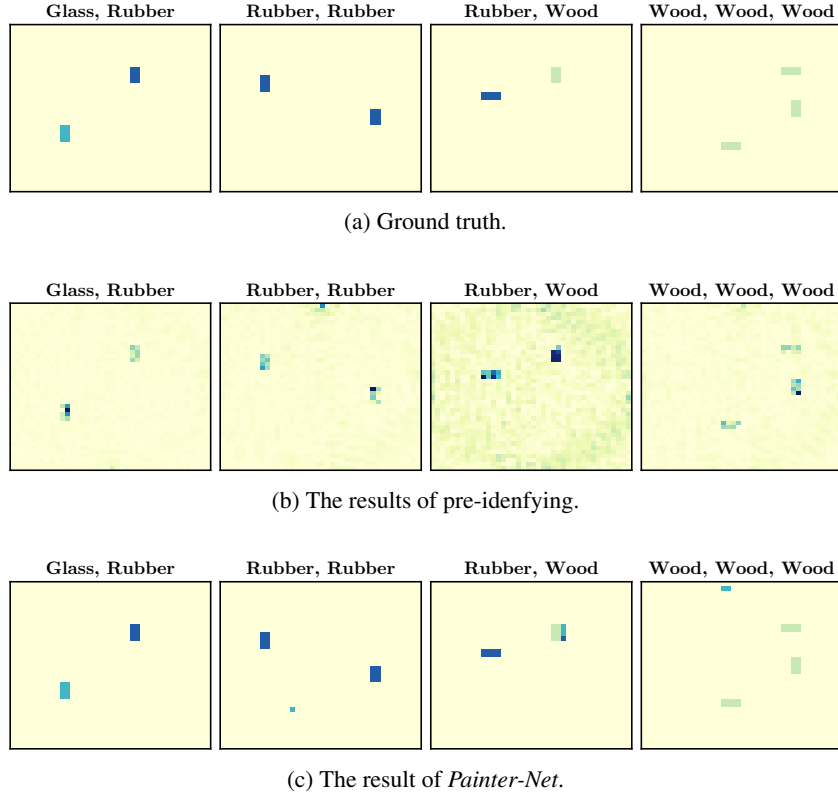 Glass, Rubber Rubber, Rubber Rubber, Wood Wood, Wood, Wood
(a) Ground truth.
Glass, Rubber Rubber, Rubber Rubber, Wood Wood, Wood, Wood
(b) The results of pre-idenfying.
Glass, Rubber Rubber, Rubber Rubber, Wood Wood, Wood, Wood
(c) The result of Painter-Net.